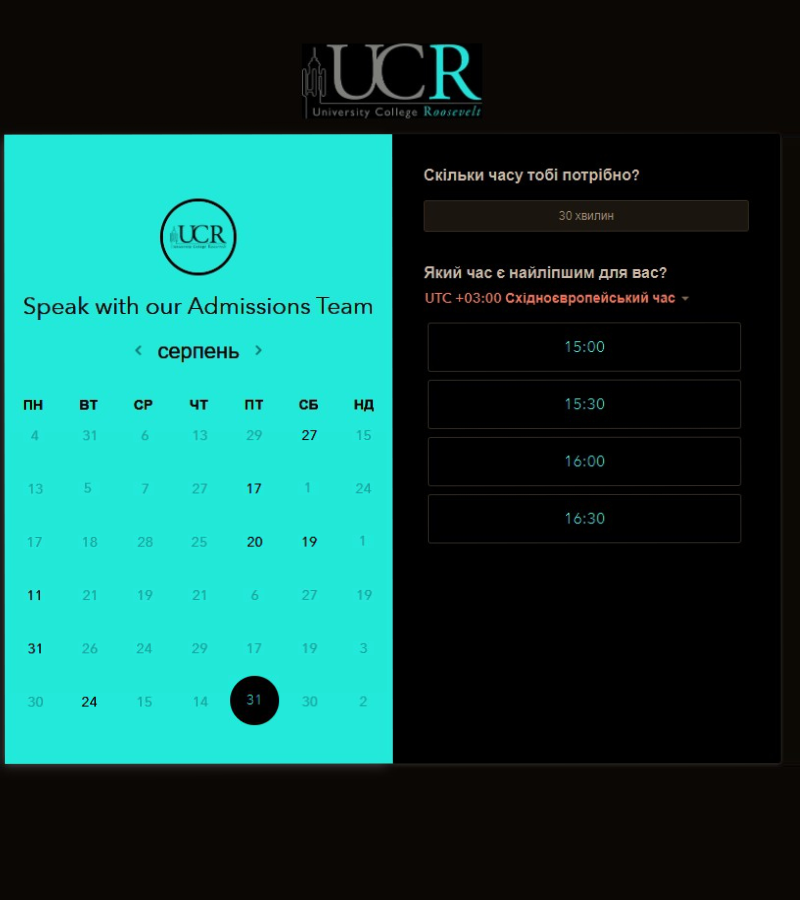 UCR
University College Roosevelt
UCR
Speak with our Admissions Team
серпень
ПН ВТ СР ЧТ ПТ СБ НД
4 31 6 13 29 27 15
13 5 7 27 17 1 24
17 18 28 25 20 19 1
11 21 19 21 6 27 19
31 26 24 29 17 19 3
30 24 15 14 31 30 2
Скільки часу тобі потрібно?
30 хвилин
Який час є найліпшим для вас?
UTC +03:00 Східноєвропейський час
15:00
15:30
16:00
16:30